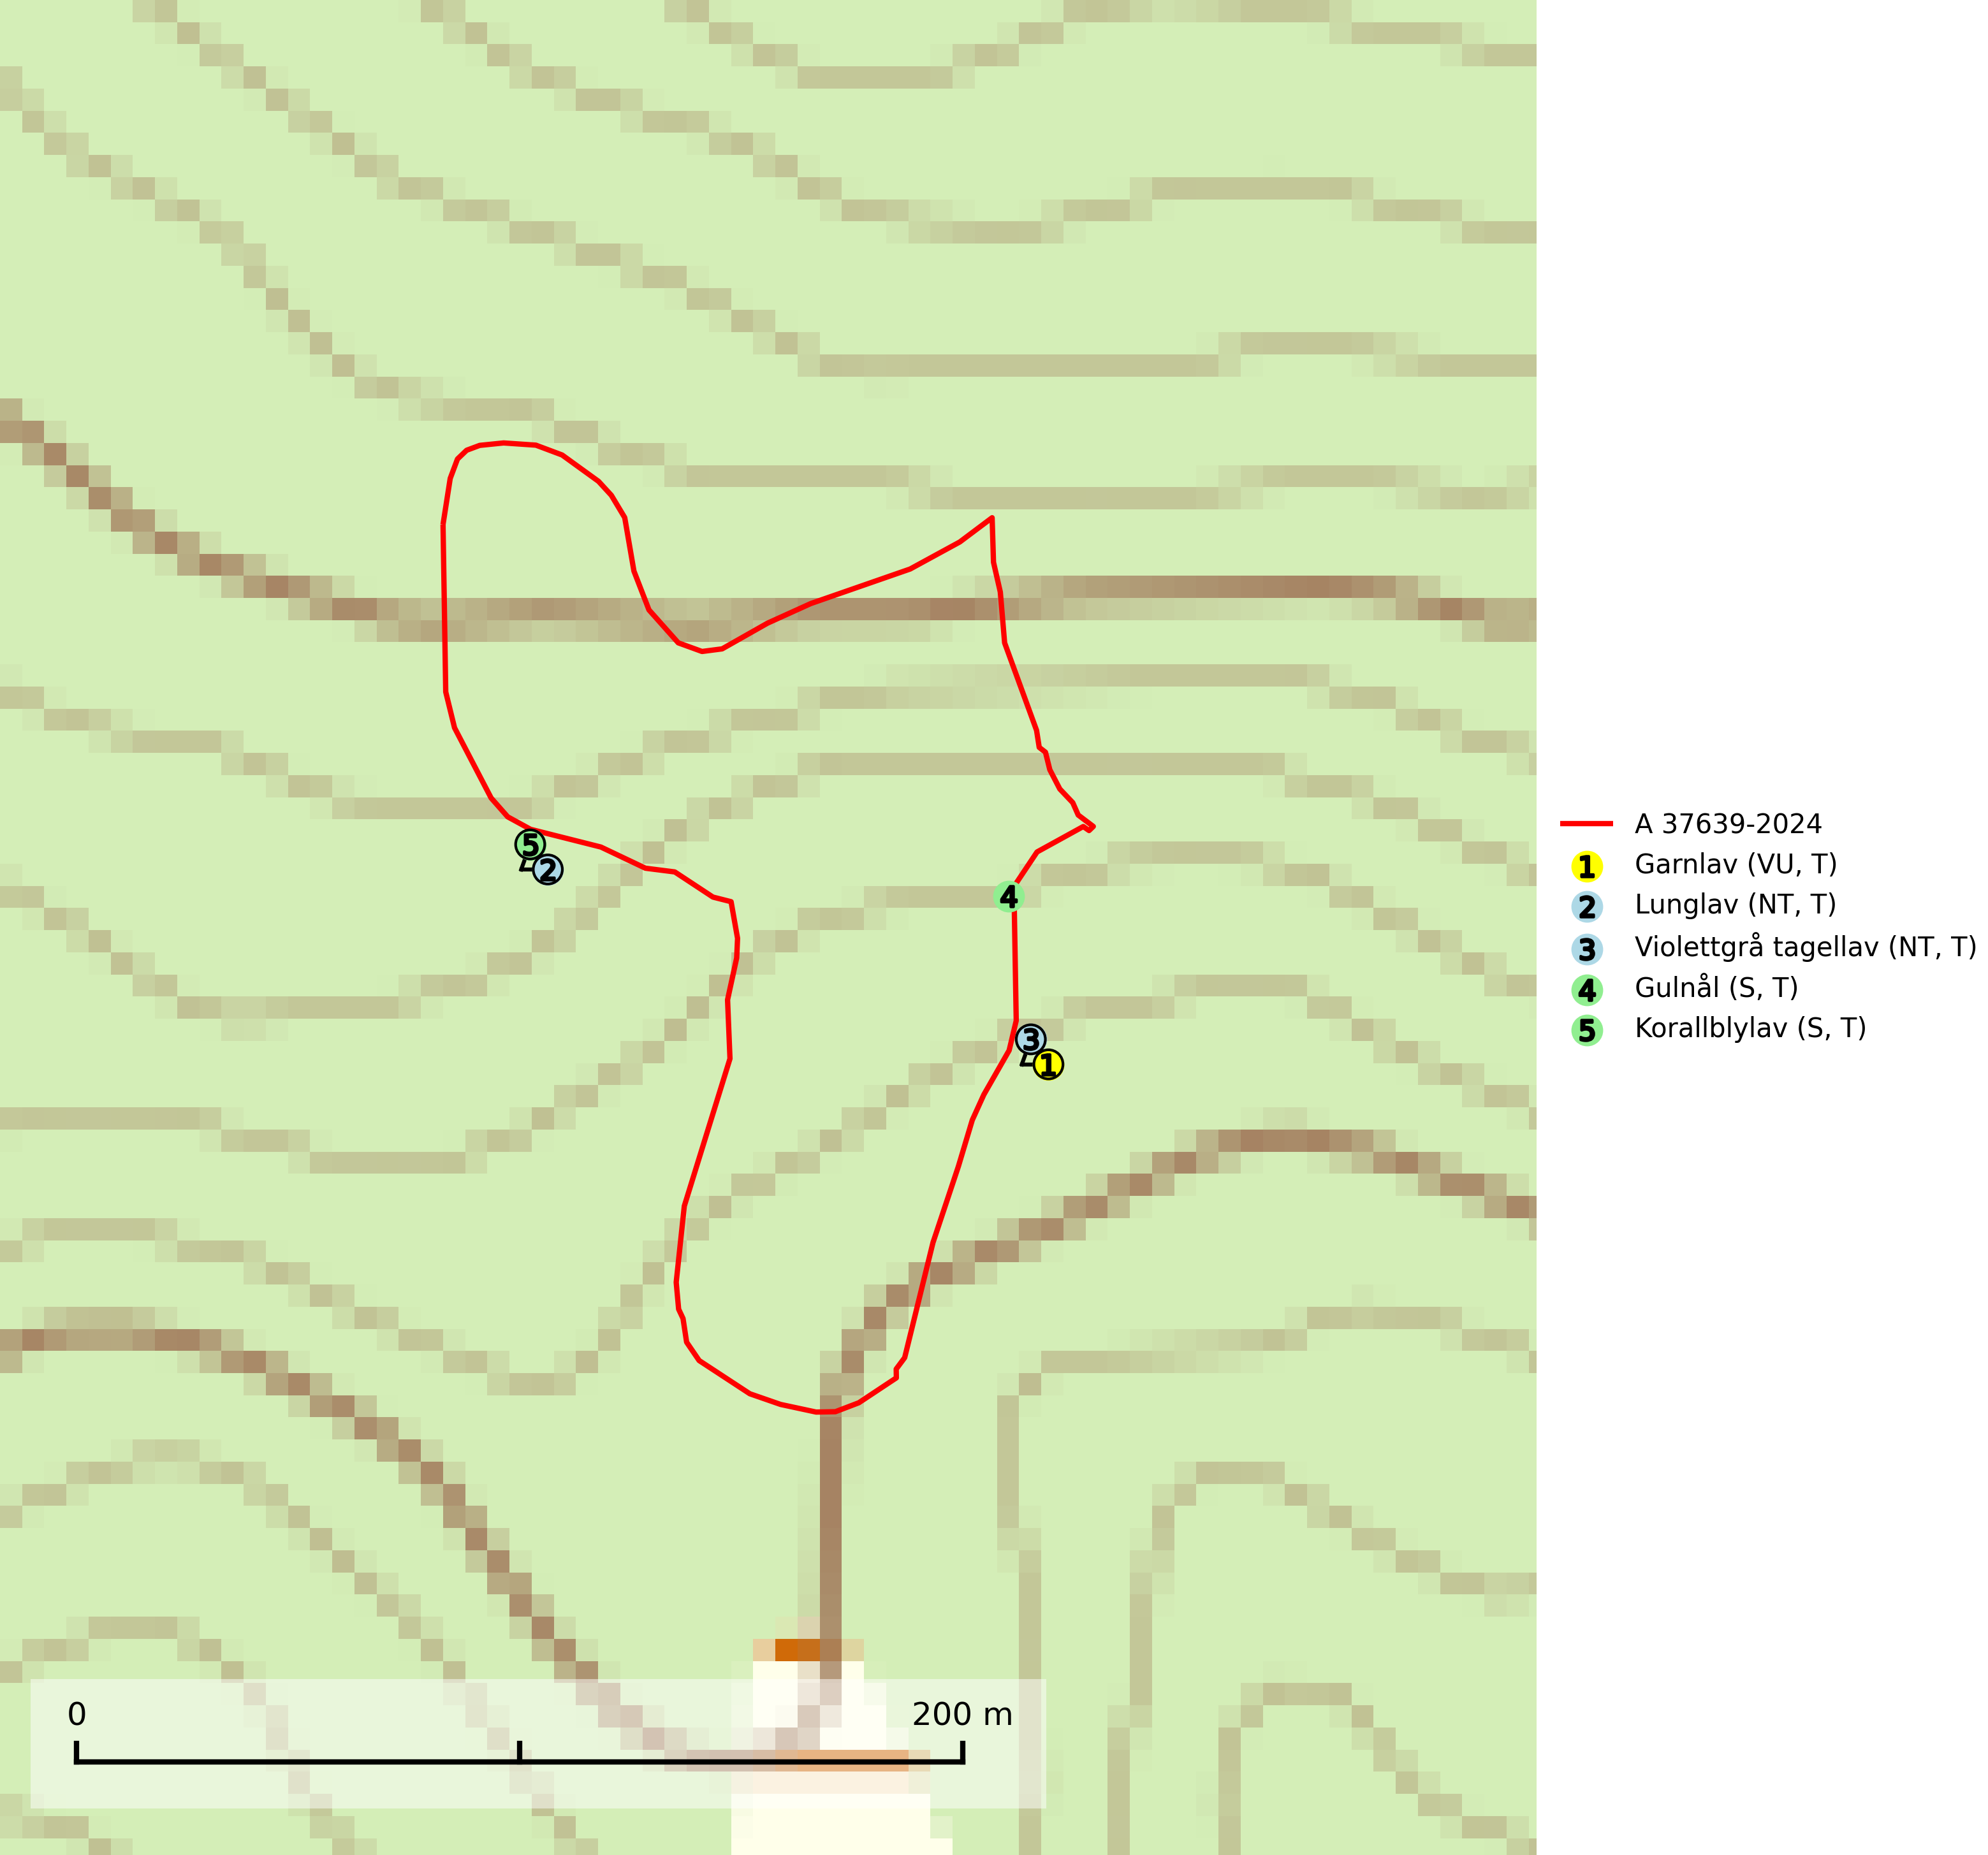 5
2
4
3
1
0 200 m
A 37639-2024
1 Garnlav (VU, T)
2 Lunglav (NT, T)
3 Violettgrå tagellav (NT, T)
4 Gulnål (S, T)
5 Korallblylav (S, T)